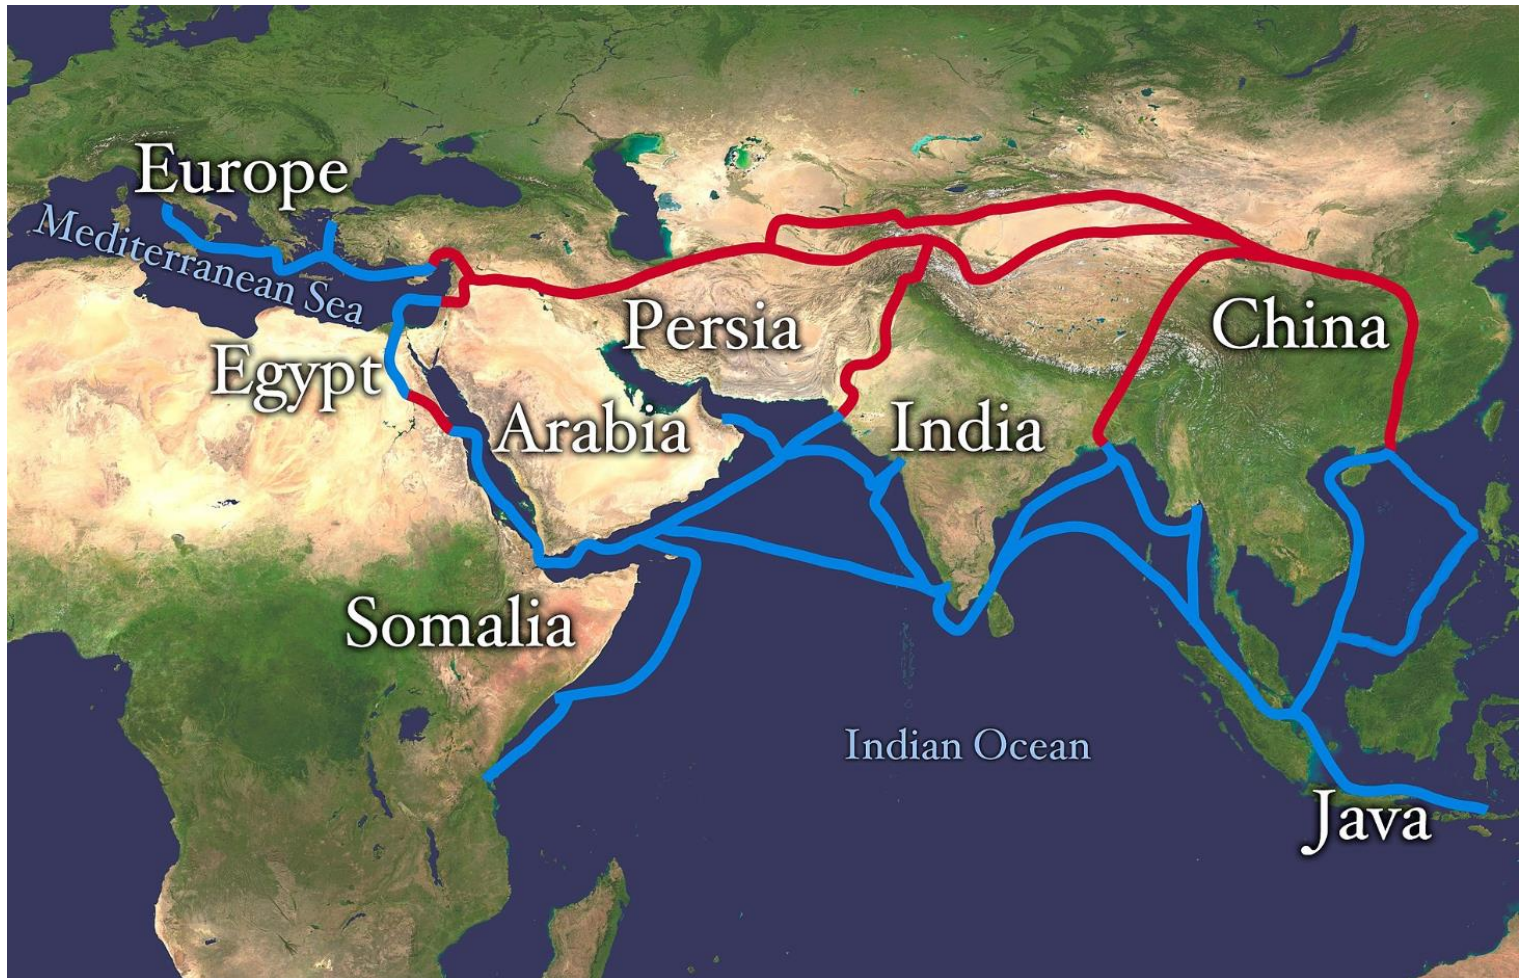 Europe
Mediterranean Sea
Persia
China
Egypt
Arabia
India
Somalia
Indian Ocean
Java